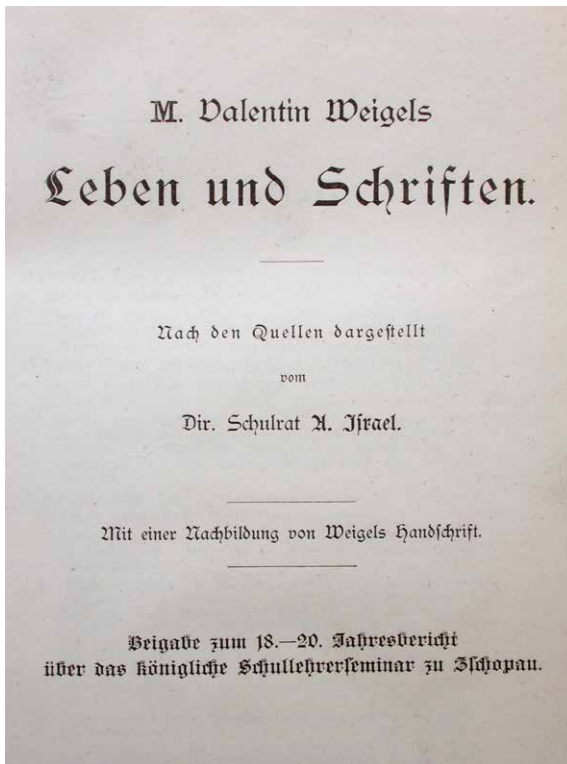 M. Valentin Weigels
Leben und Schriften.
Nach den Quellen dargeſtellt
vom
Dir. Schulrat A. Iſrael.
Mit einer Nachbildung von Weigels Handſchrift.
Beigabe zum 18.—20. Jahresbericht
über das königliche Schullehrerſeminar zu Zſchopau.